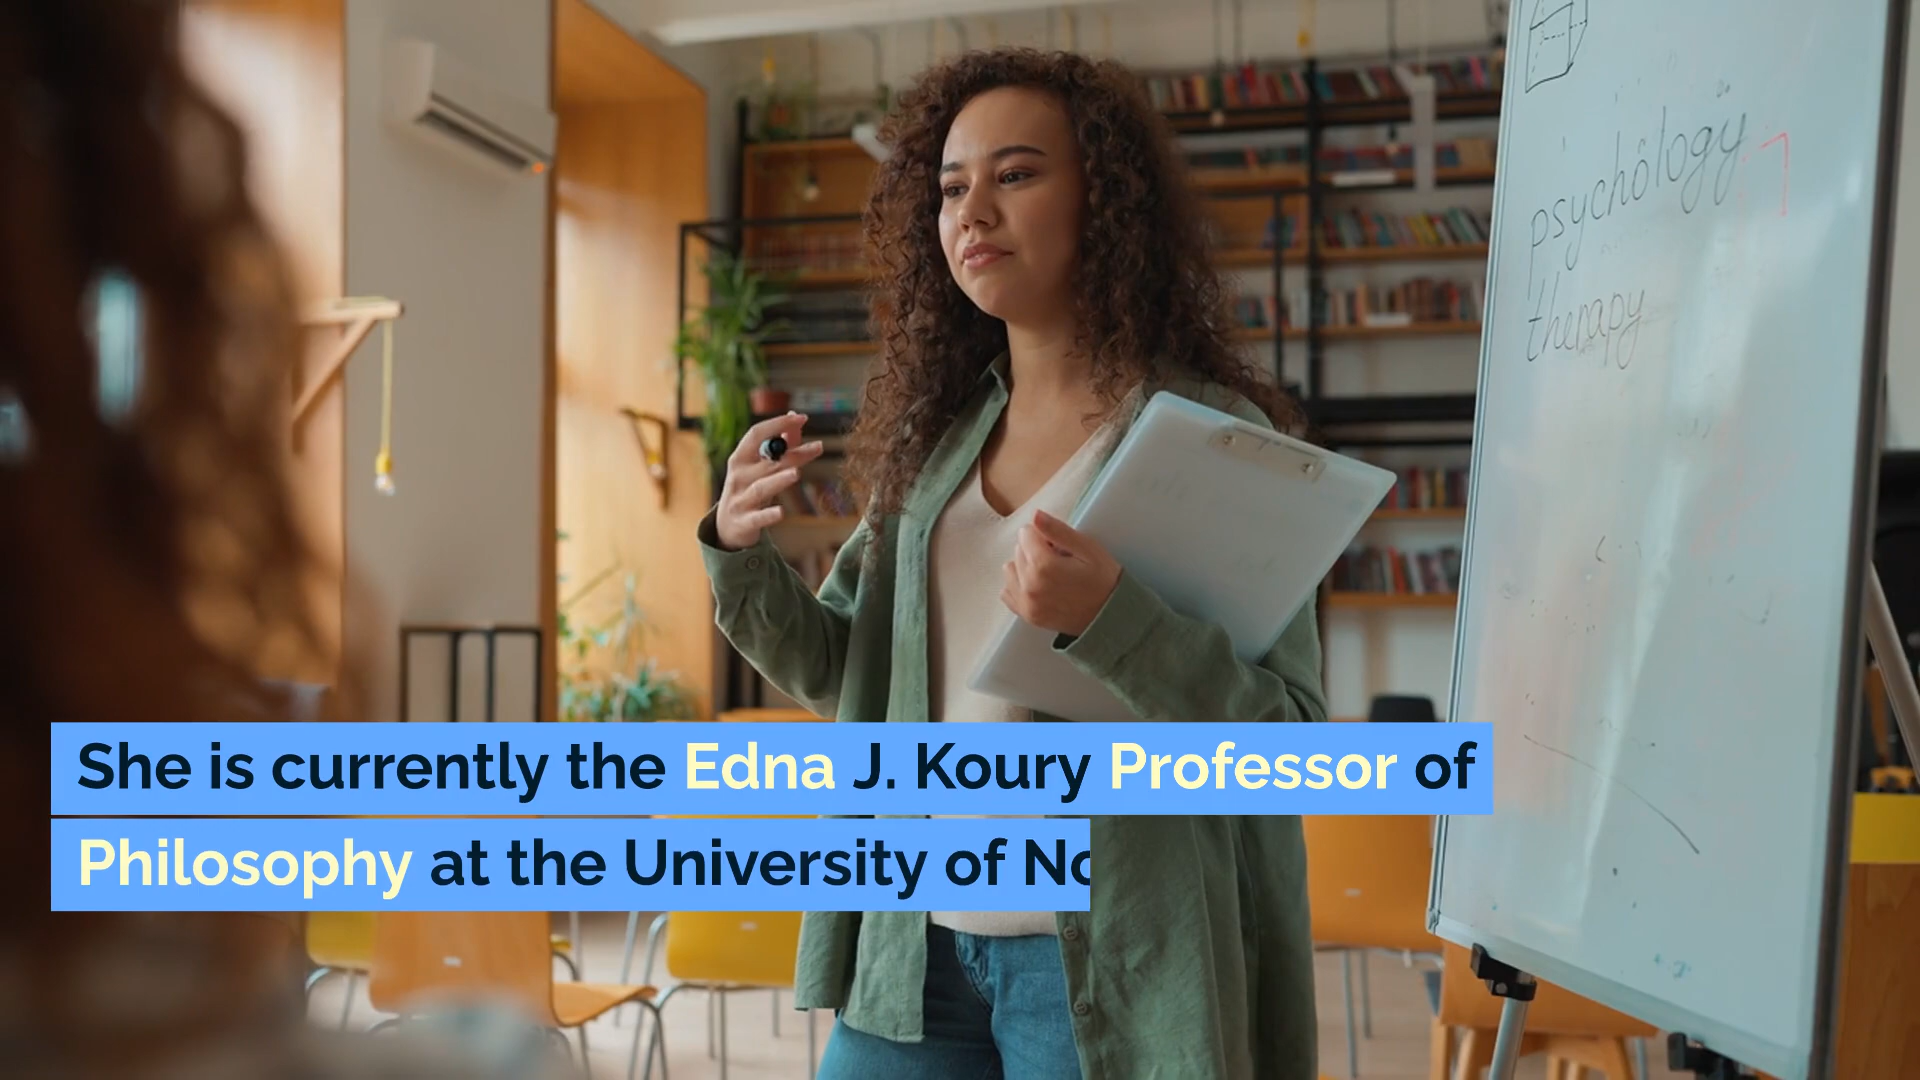 psychology
therapy
She is currently the Edna J. Koury Professor of
Philosophy at the University of No